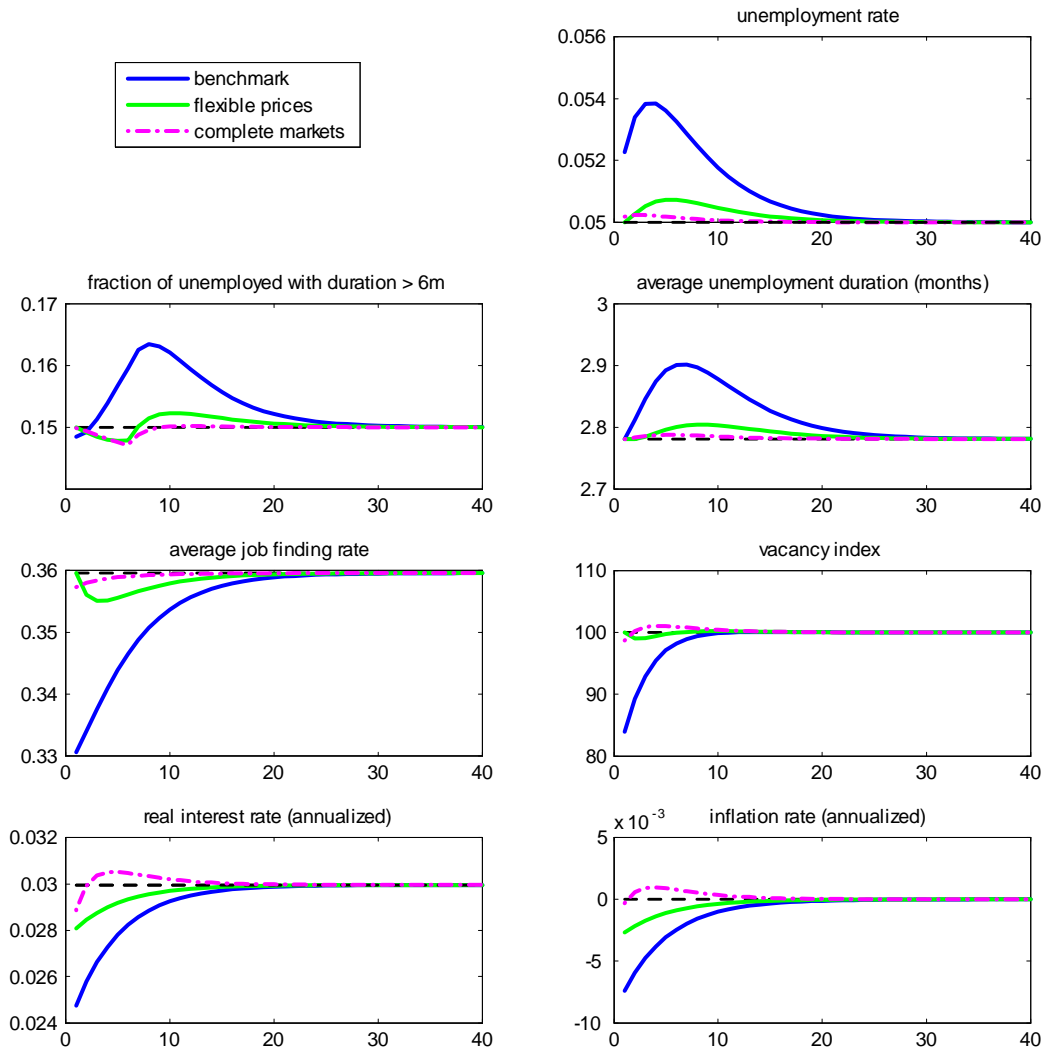 unemployment rate
benchmark
flexible prices
complete markets
0.056
0.054
0.052
0.05
0 10 20 30 40
fraction of unemployed with duration > 6m
0.17
0.16
0.15
0 10 20 30 40
average unemployment duration (months)
3
2.9
2.8
2.7
0 10 20 30 40
average job finding rate
0.36
0.35
0.34
0.33
0 10 20 30 40
vacancy index
110
100
90
80
0 10 20 30 40
real interest rate (annualized)
0.032
0.03
0.028
0.026
0.024
0 10 20 30 40
inflation rate (annualized)
x 10^-3
5
0
-5
-10
0 10 20 30 40